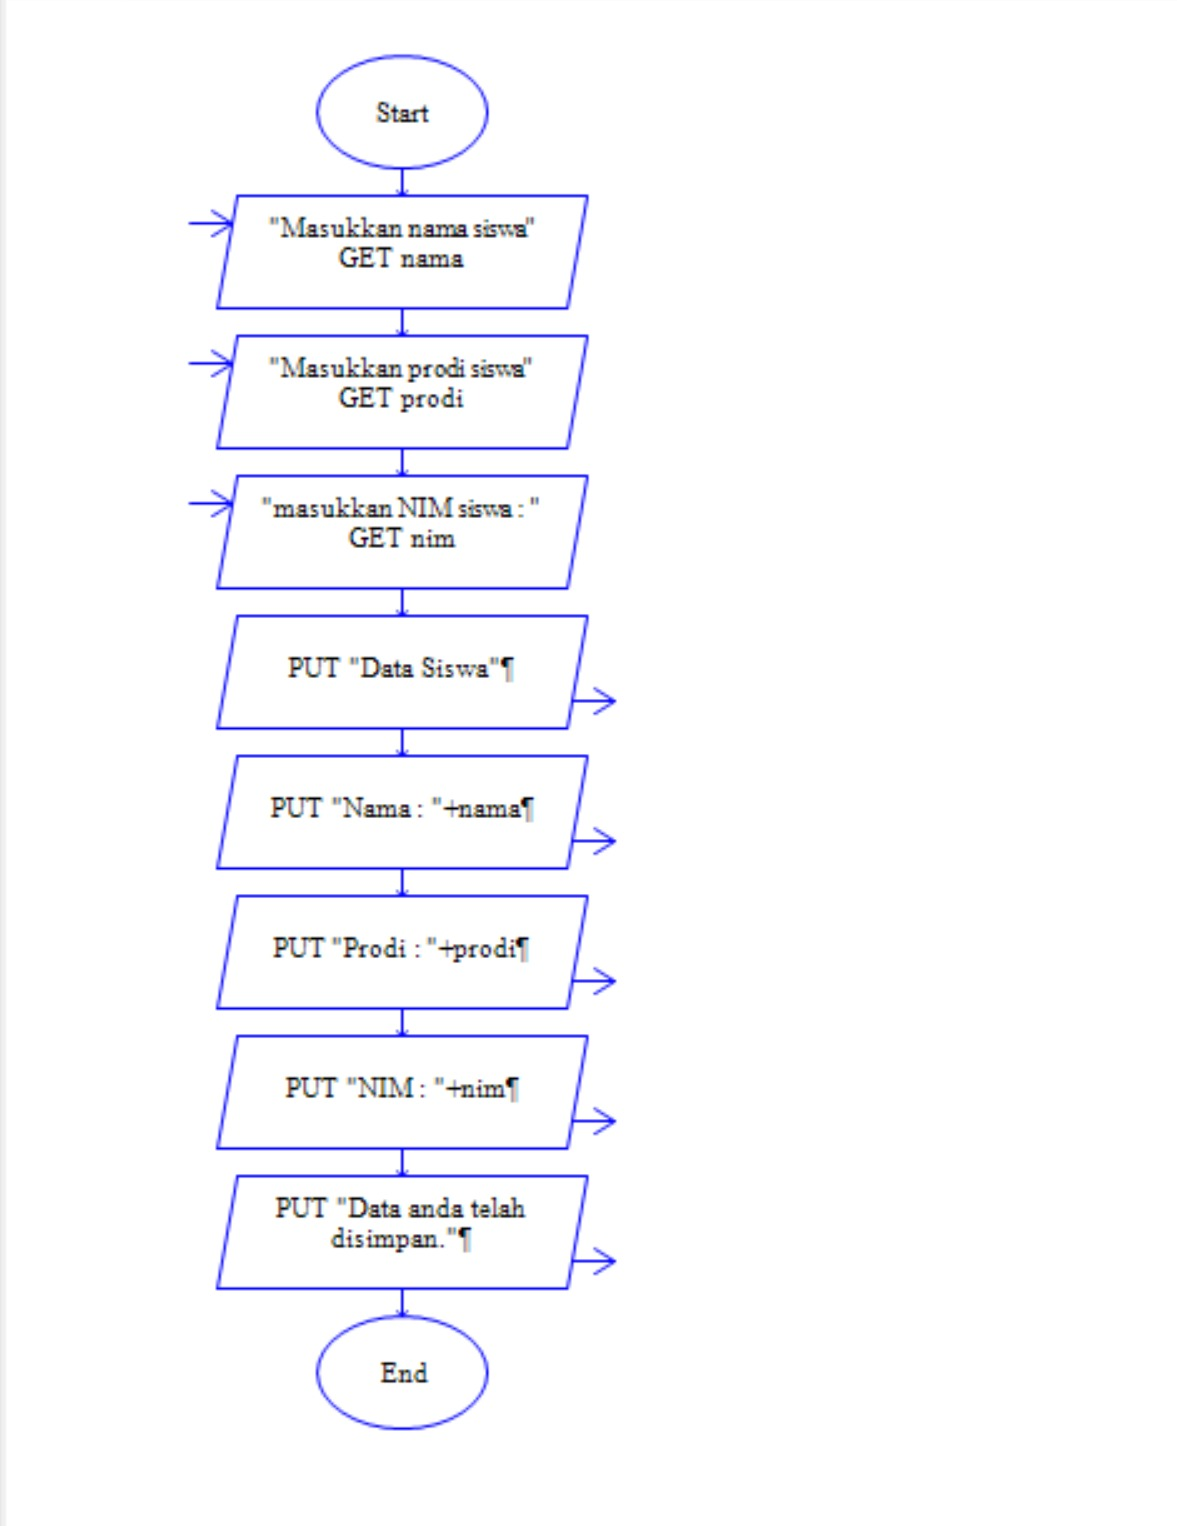 Start
"Masukkan nama siswa"
GET nama
"Masukkan prodi siswa"
GET prodi
"masukkan NIM siswa : "
GET nim
PUT "Data Siswa"¶
PUT "Nama : "+nama¶
PUT "Prodi : "+prodi¶
PUT "NIM : "+nim¶
PUT "Data anda telah
disimpan."¶
End